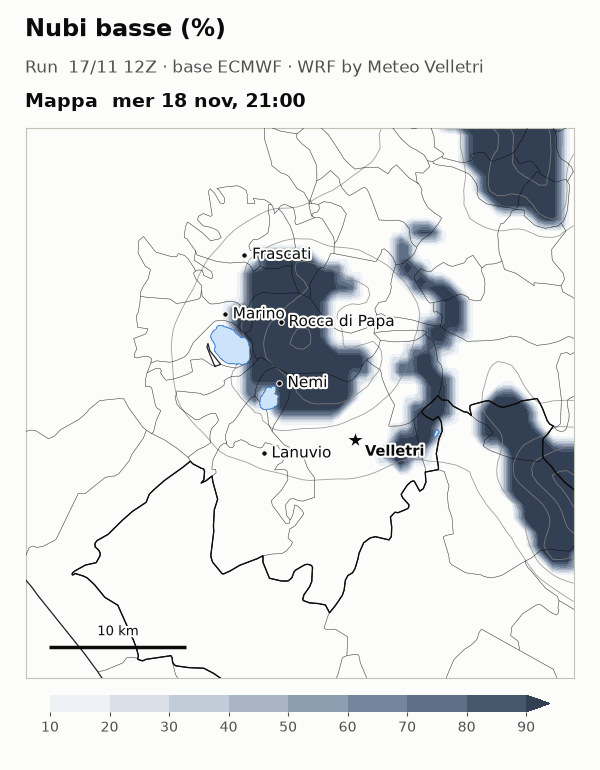 Nubi basse (%)
Run  17/11 12Z · base ECMWF · WRF by Meteo Velletri
Mappa  mer 18 nov, 21:00
Frascati
Marino
Rocca di Papa
Nemi
Velletri
Lanuvio
10 km
10 20 30 40 50 60 70 80 90